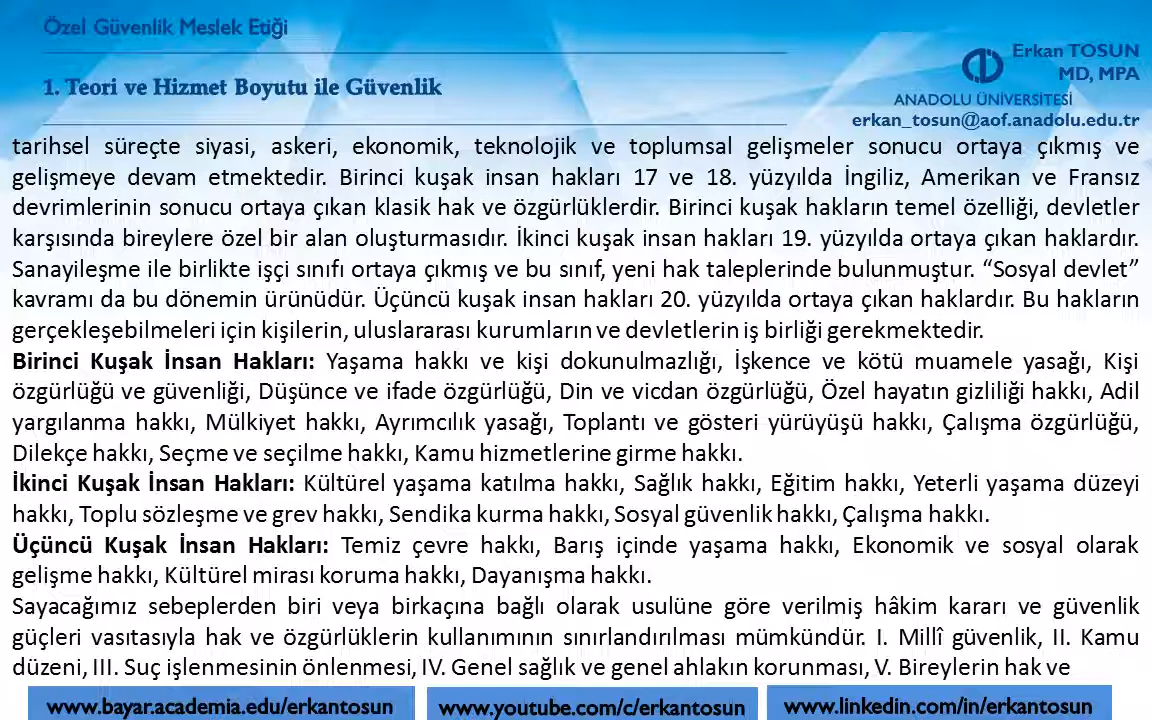 Özel Güvenlik Meslek Etiği
1. Teori ve Hizmet Boyutu ile Güvenlik
Erkan TOSUN
MD, MPA
ANADOLU ÜNİVERSİTESİ
erkan_tosun@aof.anadolu.edu.tr
tarihsel süreçte siyasi, askeri, ekonomik, teknolojik ve toplumsal gelişmeler sonucu ortaya çıkmış ve
gelişmeye devam etmektedir. Birinci kuşak insan hakları 17 ve 18. yüzyılda İngiliz, Amerikan ve Fransız
devrimlerinin sonucu ortaya çıkan klasik hak ve özgürlüklerdir. Birinci kuşak hakların temel özelliği, devletler
karşısında bireylere özel bir alan oluşturmasıdır. İkinci kuşak insan hakları 19. yüzyılda ortaya çıkan haklardır.
Sanayileşme ile birlikte işçi sınıfı ortaya çıkmış ve bu sınıf, yeni hak taleplerinde bulunmuştur. “Sosyal devlet”
kavramı da bu dönemin ürünüdür. Üçüncü kuşak insan hakları 20. yüzyılda ortaya çıkan haklardır. Bu hakların
gerçekleşebilmeleri için kişilerin, uluslararası kurumların ve devletlerin iş birliği gerekmektedir.
Birinci Kuşak İnsan Hakları: Yaşama hakkı ve kişi dokunulmazlığı, İşkence ve kötü muamele yasağı, Kişi
özgürlüğü ve güvenliği, Düşünce ve ifade özgürlüğü, Din ve vicdan özgürlüğü, Özel hayatın gizliliği hakkı, Adil
yargılanma hakkı, Mülkiyet hakkı, Ayrımcılık yasağı, Toplantı ve gösteri yürüyüşü hakkı, Çalışma özgürlüğü,
Dilekçe hakkı, Seçme ve seçilme hakkı, Kamu hizmetlerine girme hakkı.
İkinci Kuşak İnsan Hakları: Kültürel yaşama katılma hakkı, Sağlık hakkı, Eğitim hakkı, Yeterli yaşama düzeyi
hakkı, Toplu sözleşme ve grev hakkı, Sendika kurma hakkı, Sosyal güvenlik hakkı, Çalışma hakkı.
Üçüncü Kuşak İnsan Hakları: Temiz çevre hakkı, Barış içinde yaşama hakkı, Ekonomik ve sosyal olarak
gelişme hakkı, Kültürel mirası koruma hakkı, Dayanışma hakkı.
Sayacağımız sebeplerden biri veya birkaçına bağlı olarak usulüne göre verilmiş hâkim kararı ve güvenlik
güçleri vasıtasıyla hak ve özgürlüklerin kullanımının sınırlandırılması mümkündür. I. Millî güvenlik, II. Kamu
düzeni, III. Suç işlenmesinin önlenmesi, IV. Genel sağlık ve genel ahlakın korunması, V. Bireylerin hak ve
www.bayar.academia.edu/erkantosun
www.youtube.com/c/erkantosun
www.linkedin.com/in/erkantosun